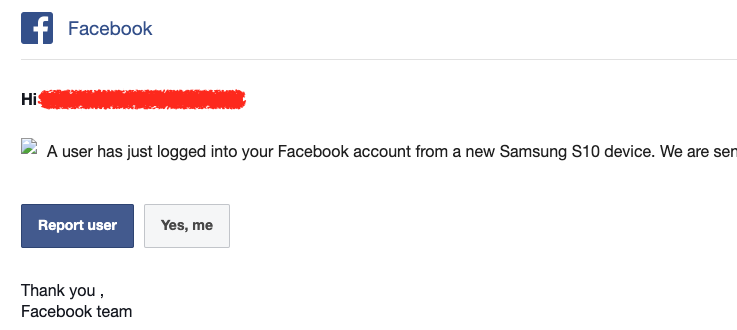 Facebook
Hi
A user has just logged into your Facebook account from a new Samsung S10 device. We are sen
Report user
Yes, me
Thank you ,
Facebook team